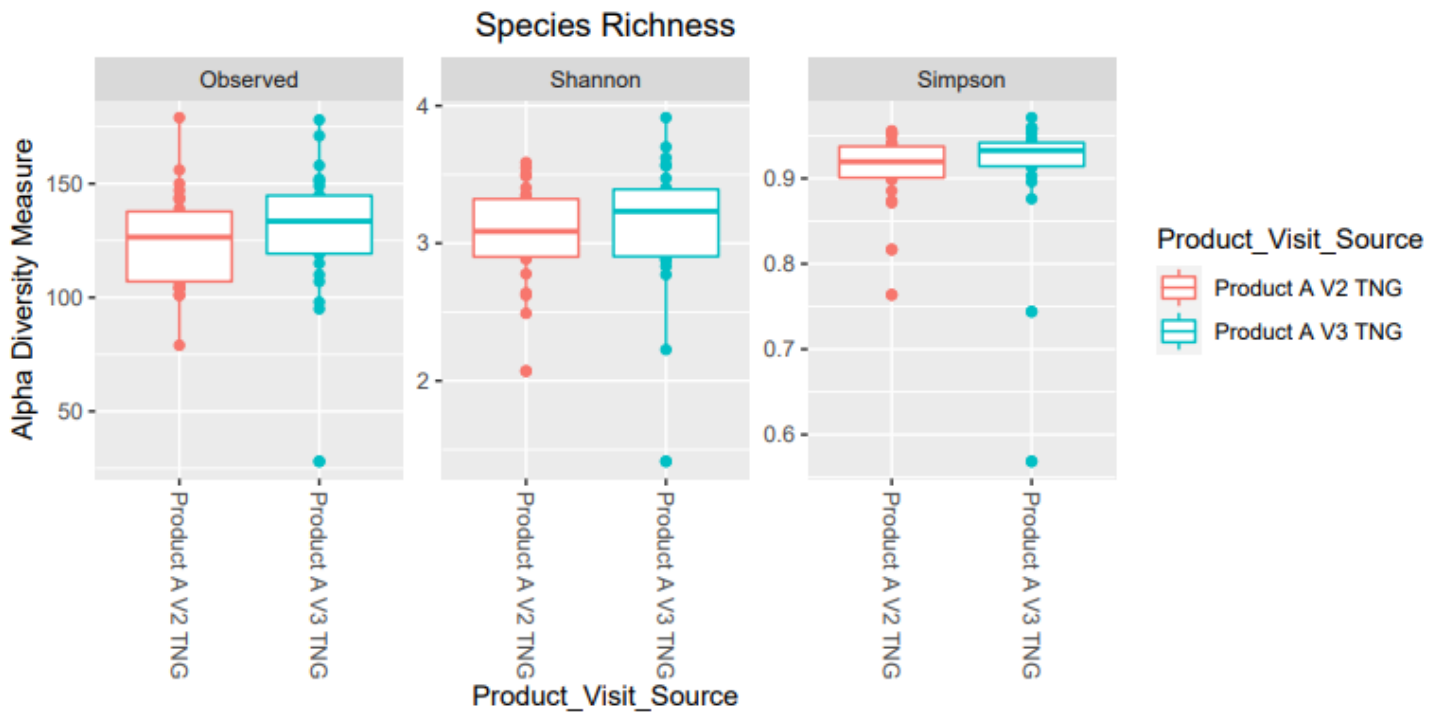 Species Richness
Observed
Shannon
Simpson
Alpha Diversity Measure
150
100
50
4
3
2
0.9
0.8
0.7
0.6
Product A V2 TNG
Product A V3 TNG
Product A V2 TNG
Product A V3 TNG
Product A V2 TNG
Product A V3 TNG
Product_Visit_Source
Product_Visit_Source
Product A V2 TNG
Product A V3 TNG